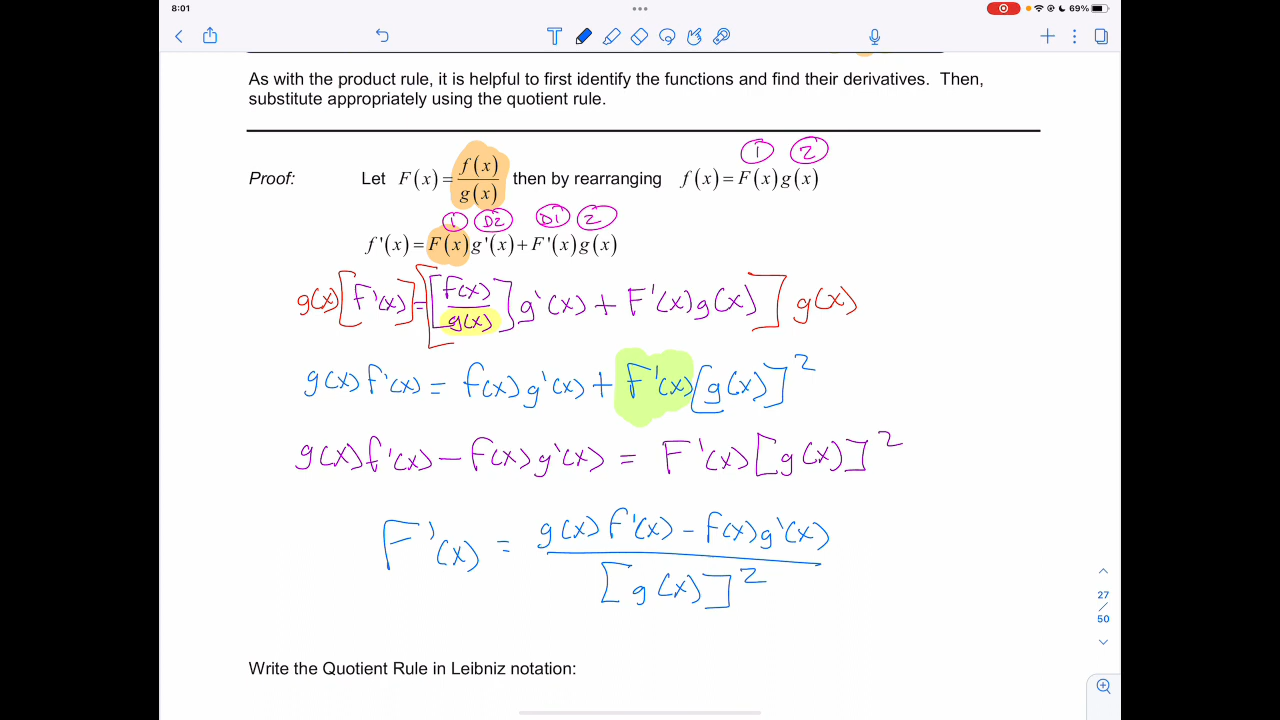 8:01
69%
As with the product rule, it is helpful to first identify the functions and find their derivatives. Then,
substitute appropriately using the quotient rule.
① ②
Proof: Let F(x) = f(x)/g(x) then by rearranging f(x) = F(x)g(x)
① D2 D1 ②
f'(x) = F(x)g'(x) + F'(x)g(x)
g(x)[f'(x)] = [[f(x)/g(x)]g'(x) + F'(x)g(x)]g(x)
g(x)f'(x) = f(x)g'(x) + F'(x)[g(x)]²
g(x)f'(x) − f(x)g'(x) = F'(x)[g(x)]²
F'(x) = g(x)f'(x) − f(x)g'(x) / [g(x)]²
27
/
50
Write the Quotient Rule in Leibniz notation: